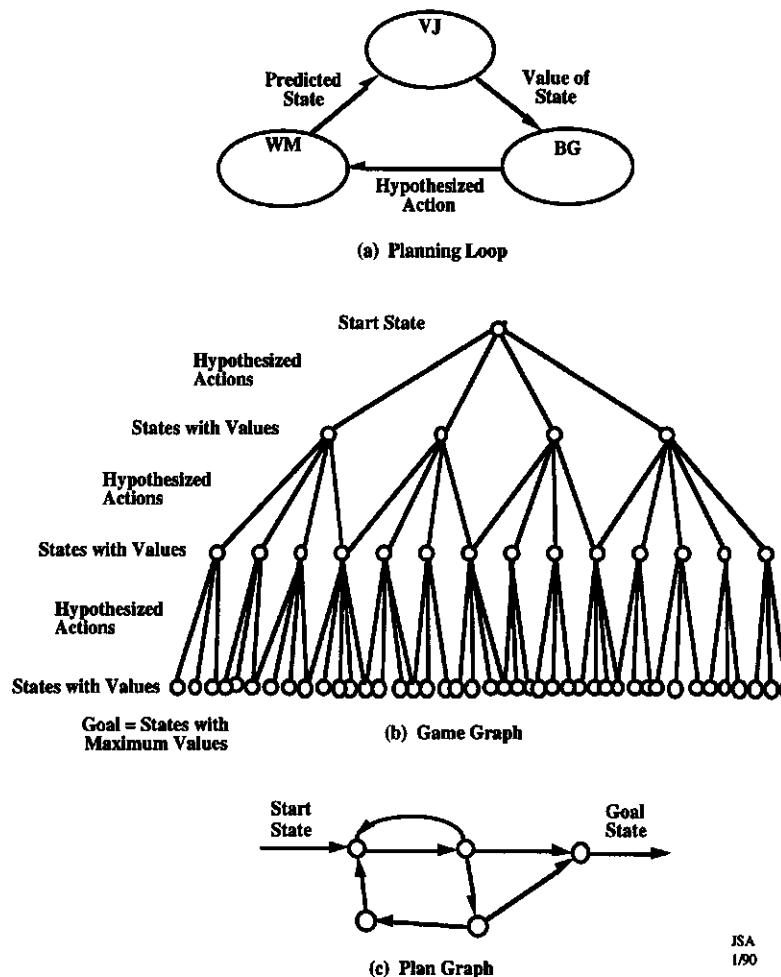 VJ
Predicted
State
Value of
State
WM
BG
Hypothesized
Action
(a) Planning Loop
Start State
Hypothesized
Actions
States with Values
Hypothesized
Actions
States with Values
Hypothesized
Actions
States with Values
Goal = States with
Maximum Values
(b) Game Graph
Start
State
Goal
State
(c) Plan Graph
JSA
1/90